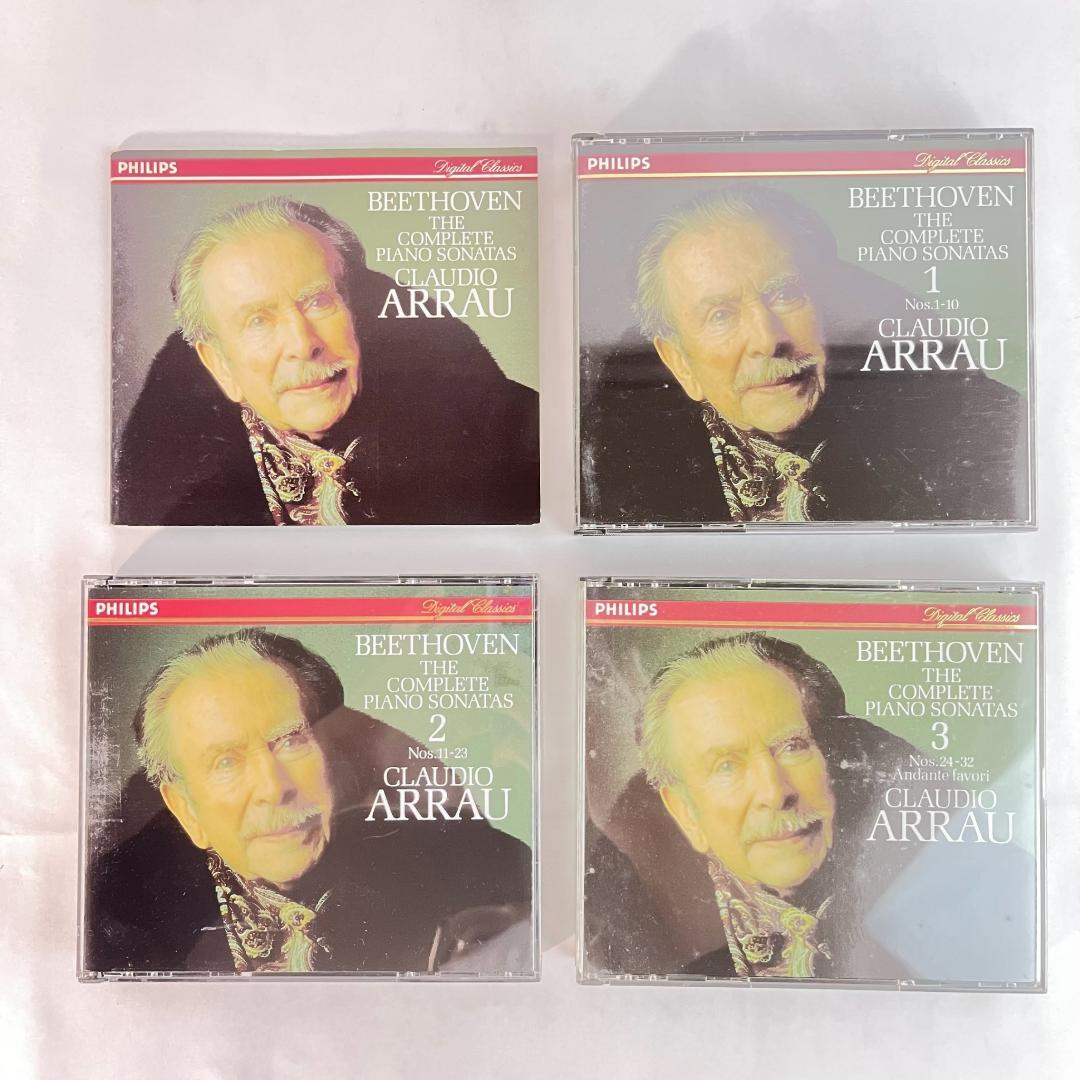 PHILIPS
Digital Classics
BEETHOVEN
THE
COMPLETE
PIANO SONATAS
CLAUDIO
ARRAU
PHILIPS
Digital Classics
BEETHOVEN
THE
COMPLETE
PIANO SONATAS
1
Nos.1-10
CLAUDIO
ARRAU
PHILIPS
Digital Classics
BEETHOVEN
THE
COMPLETE
PIANO SONATAS
2
Nos.11-23
CLAUDIO
ARRAU
PHILIPS
Digital Classics
BEETHOVEN
THE
COMPLETE
PIANO SONATAS
3
Nos.24-32
Andante favori
CLAUDIO
ARRAU